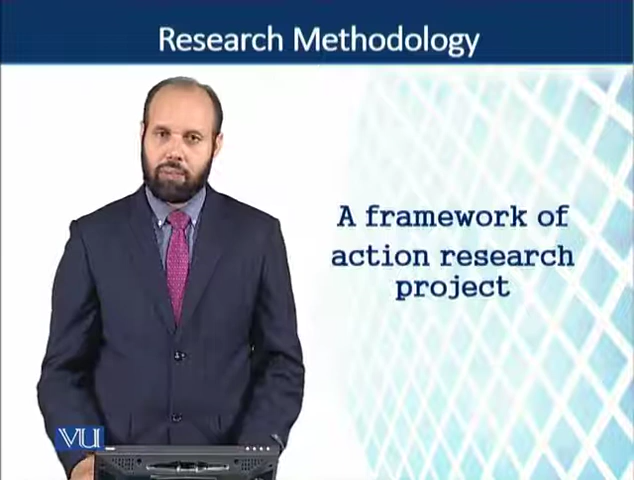 Research Methodology
A framework of
action research
project
VU